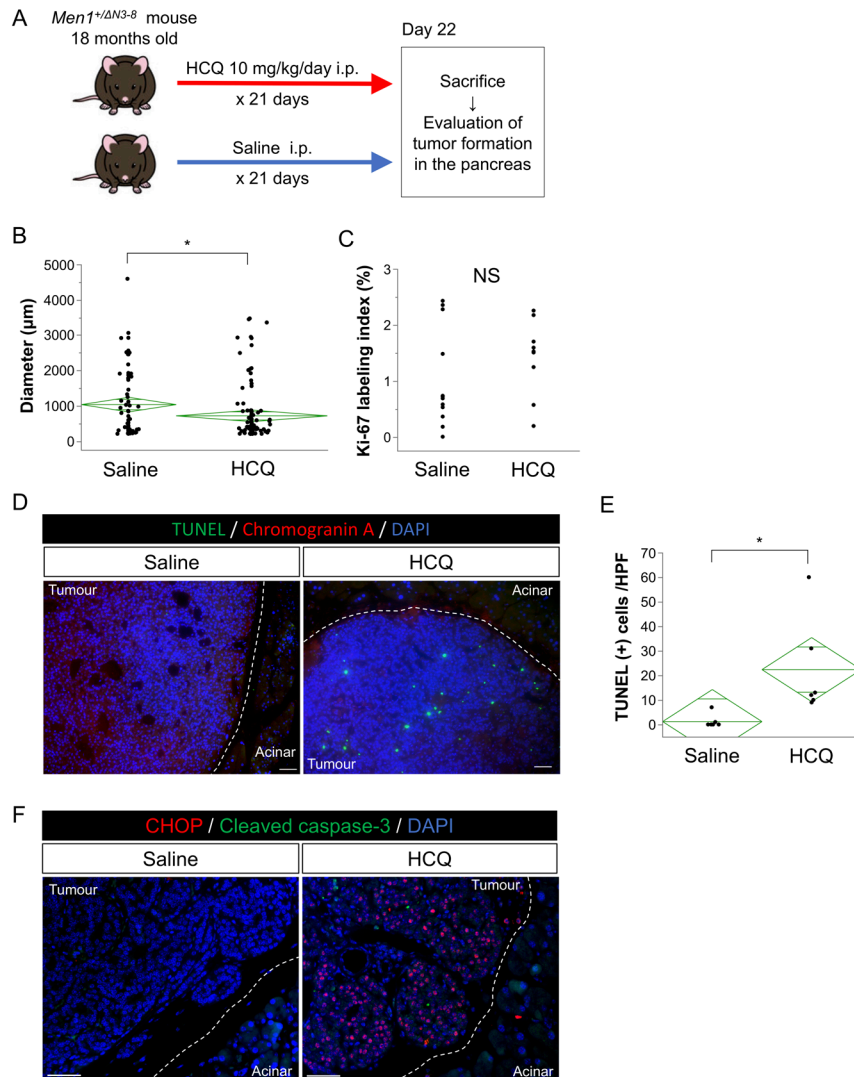 A
Men1+/ΔN3-8 mouse
18 months old
HCQ 10 mg/kg/day i.p.
x 21 days
Saline i.p.
x 21 days
Day 22
Sacrifice
↓
Evaluation of
tumor formation
in the pancreas
B
*
Diameter (μm)
5000
4000
3000
2000
1000
0
Saline
HCQ
C
NS
Ki-67 labeling index (%)
3
2
1
0
Saline
HCQ
D
TUNEL / Chromogranin A / DAPI
Saline
HCQ
Tumour
Acinar
Acinar
Tumour
E
*
TUNEL (+) cells /HPF
70
60
50
40
30
20
10
0
Saline
HCQ
F
CHOP / Cleaved caspase-3 / DAPI
Saline
HCQ
Tumour
Acinar
Tumour
Acinar